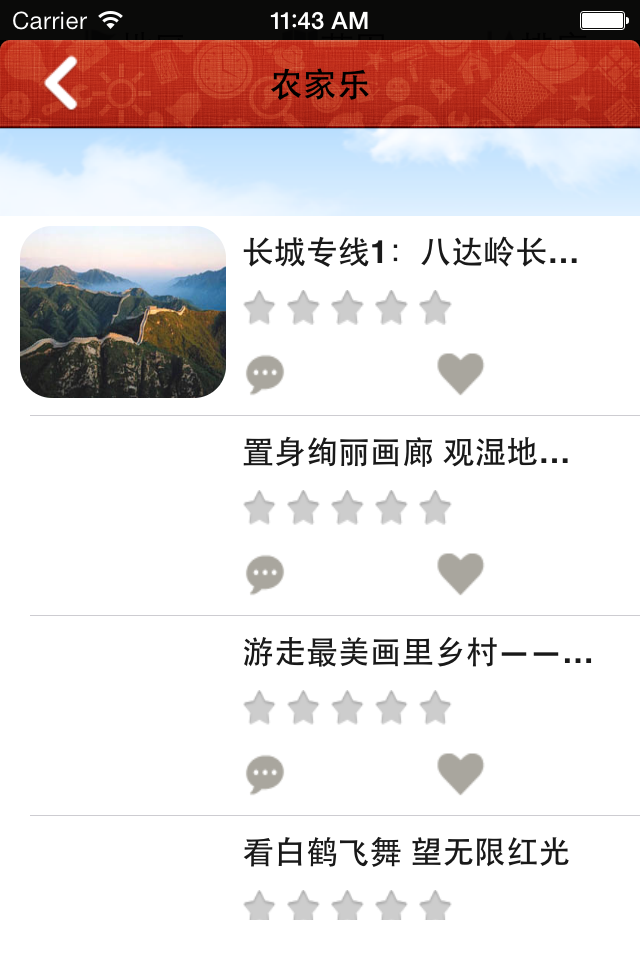 Carrier 11:43 AM
农家乐
长城专线1：八达岭长...
置身绚丽画廊 观湿地...
游走最美画里乡村——...
看白鹤飞舞 望无限红光